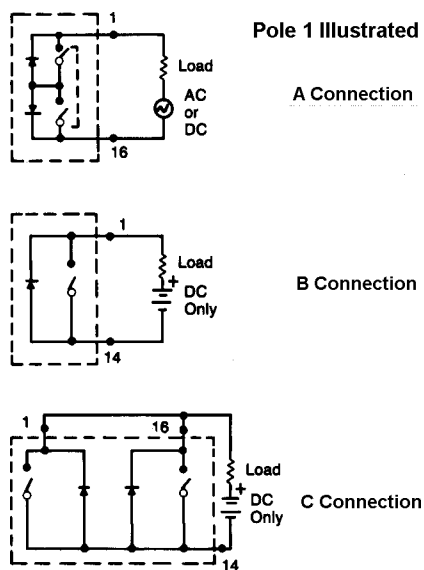 Pole 1 Illustrated
1
Load
AC
or
DC
16
A Connection
1
Load
+
DC
Only
14
B Connection
1
16
Load
+
DC
Only
14
C Connection